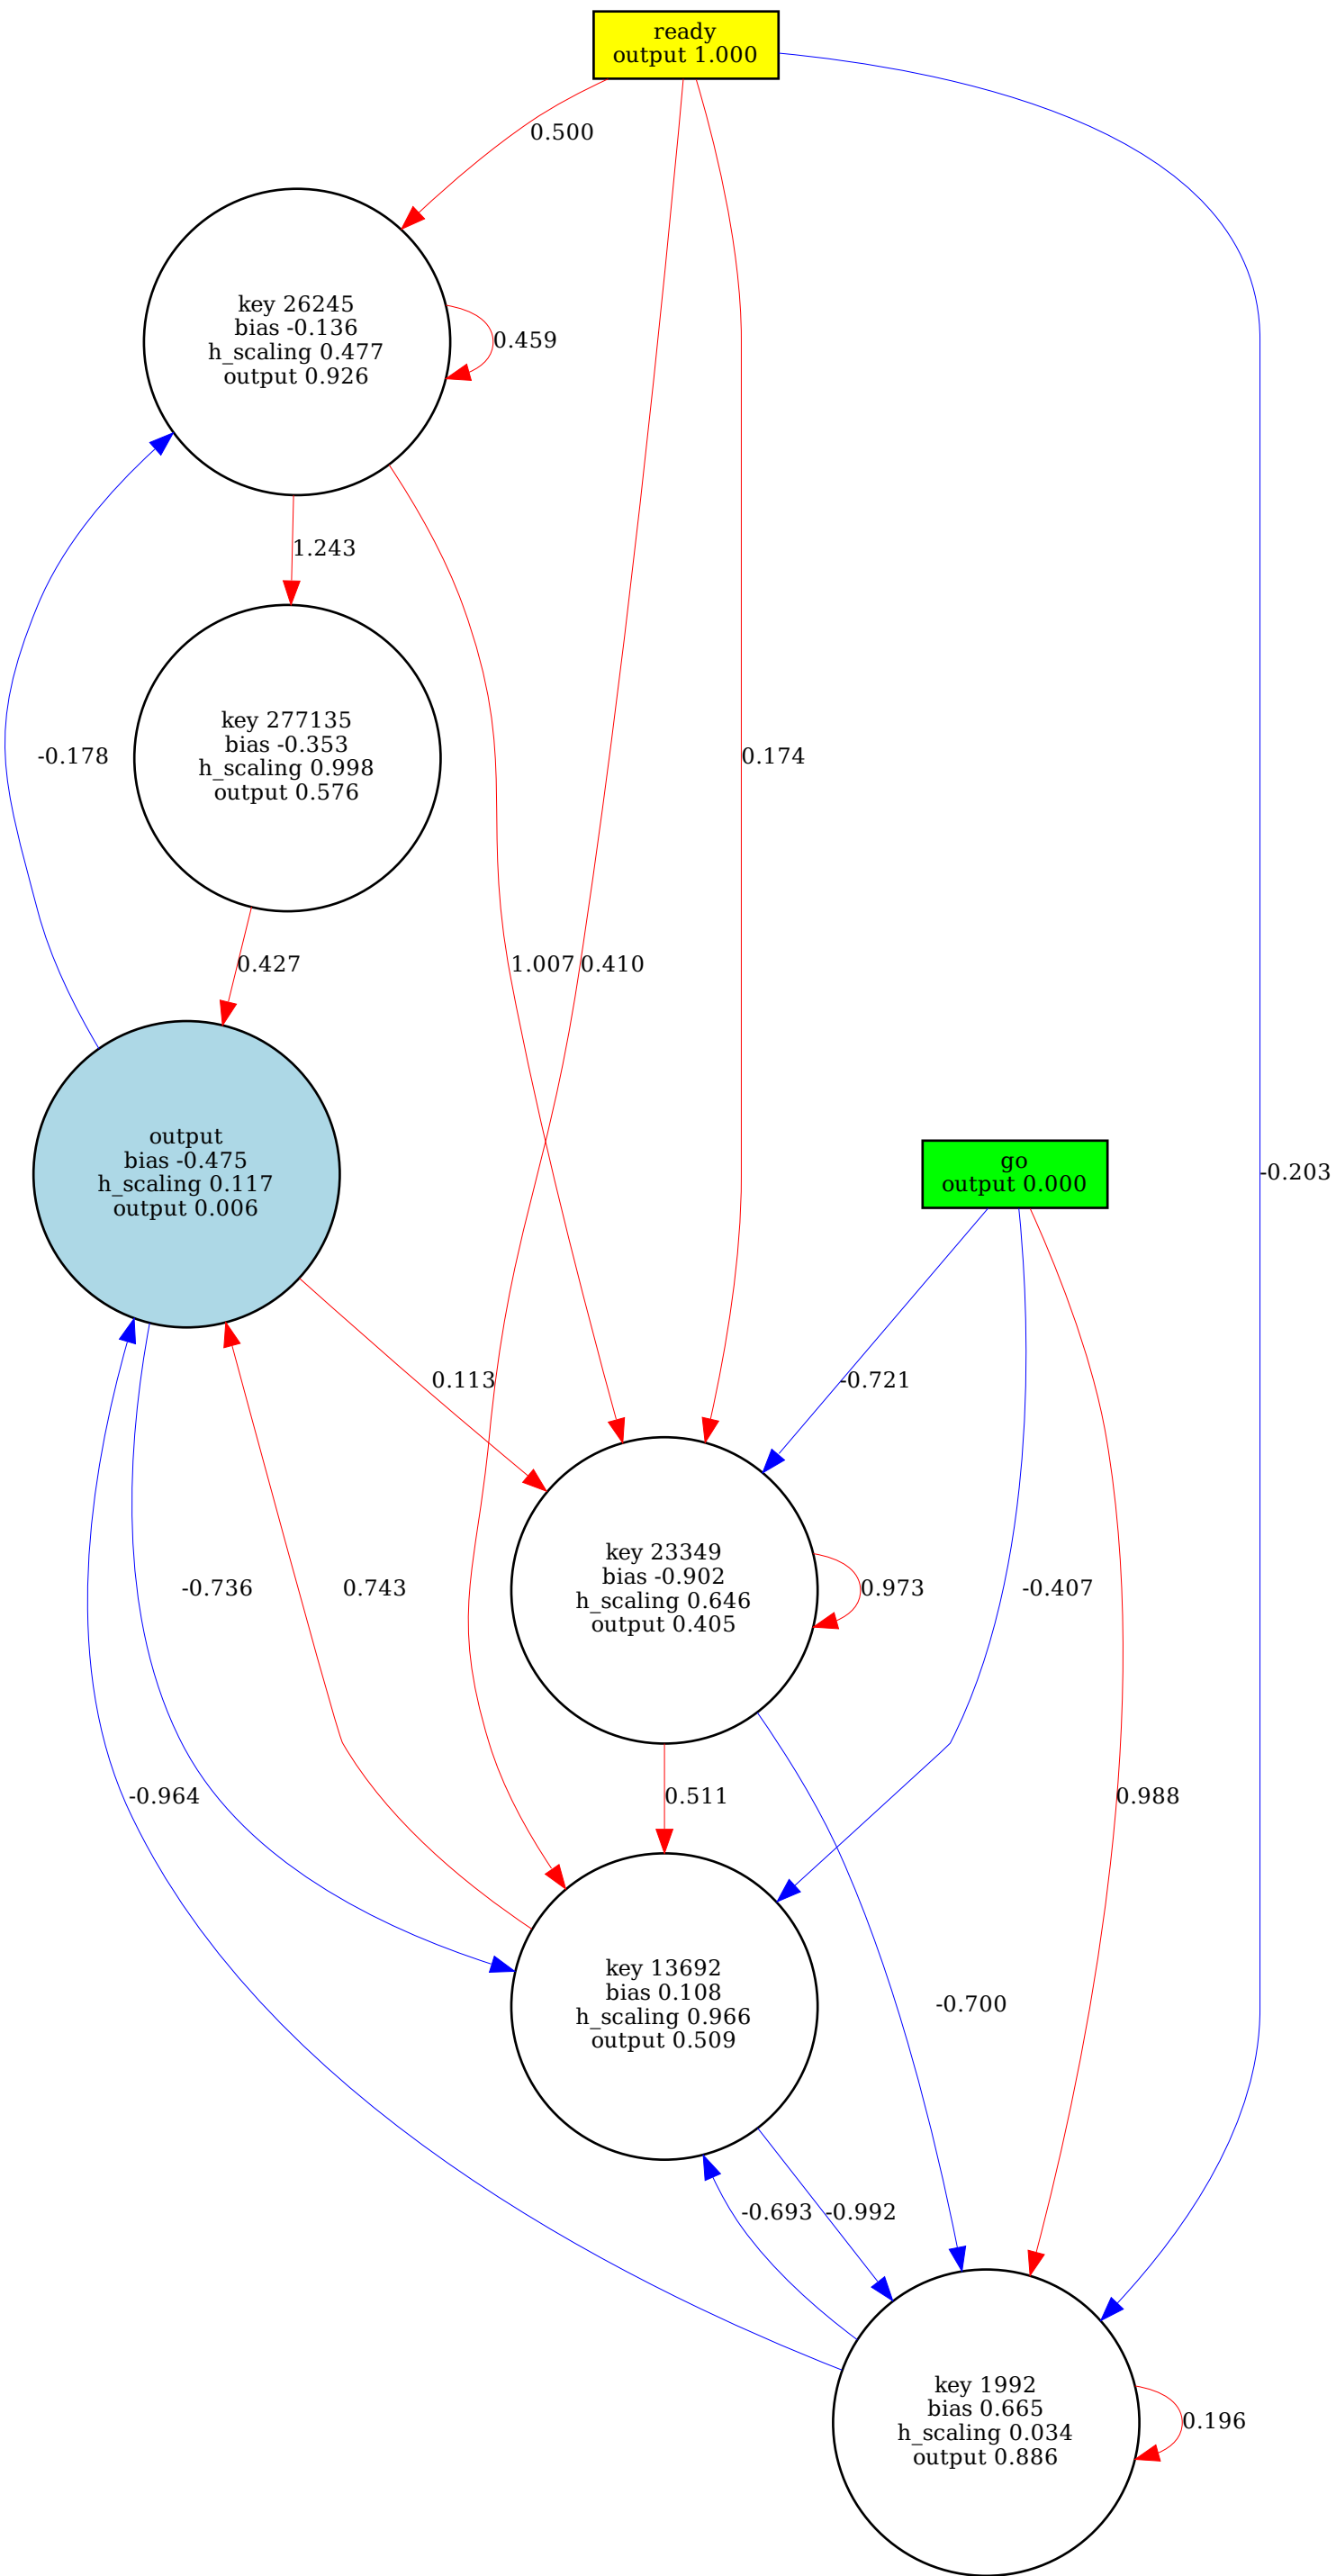 ready
output 1.000
0.500
key 26245
bias -0.136
h_scaling 0.477
output 0.926
0.459
1.243
key 277135
bias -0.353
h_scaling 0.998
output 0.576
-0.178
0.174
0.427
1.007
0.410
output
bias -0.475
h_scaling 0.117
output 0.006
go
output 0.000
-0.203
0.113
-0.721
key 23349
bias -0.902
h_scaling 0.646
output 0.405
0.973
-0.736
0.743
-0.407
-0.964
0.511
0.988
key 13692
bias 0.108
h_scaling 0.966
output 0.509
-0.700
-0.693
-0.992
key 1992
bias 0.665
h_scaling 0.034
output 0.886
0.196